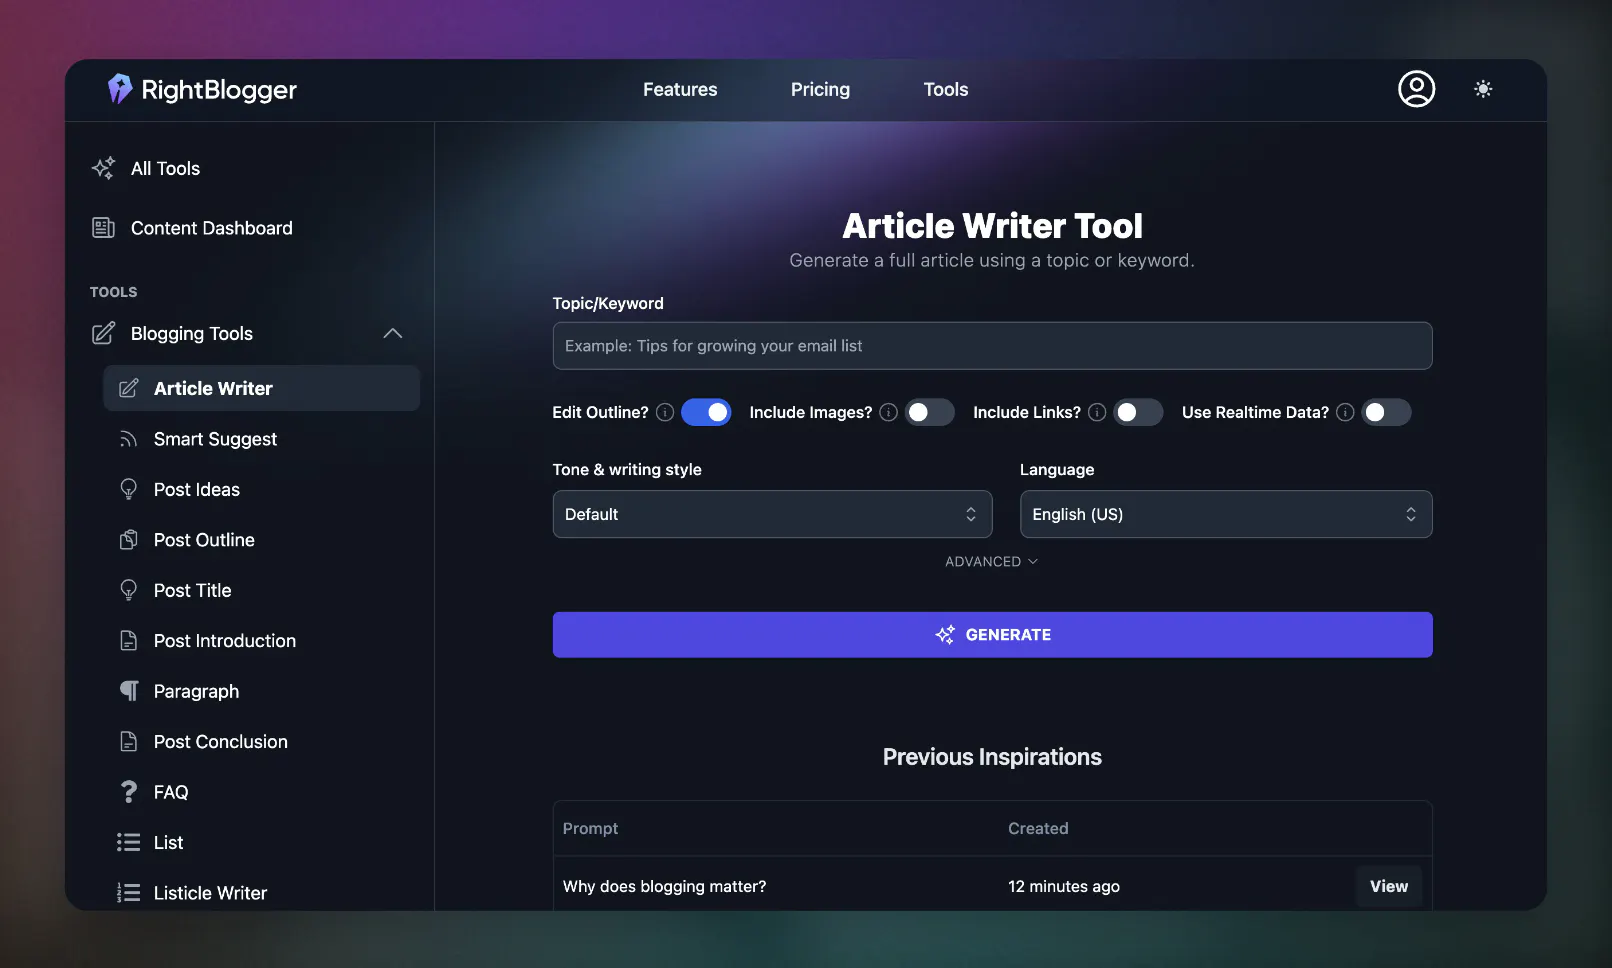 RightBlogger
Features
Pricing
Tools
All Tools
Content Dashboard
TOOLS
Blogging Tools
Article Writer
Smart Suggest
Post Ideas
Post Outline
Post Title
Post Introduction
Paragraph
Post Conclusion
FAQ
List
Listicle Writer
Article Writer Tool
Generate a full article using a topic or keyword.
Topic/Keyword
Example: Tips for growing your email list
Edit Outline?
Include Images?
Include Links?
Use Realtime Data?
Tone & writing style
Default
Language
English (US)
ADVANCED
GENERATE
Previous Inspirations
Prompt
Created
Why does blogging matter?
12 minutes ago
View